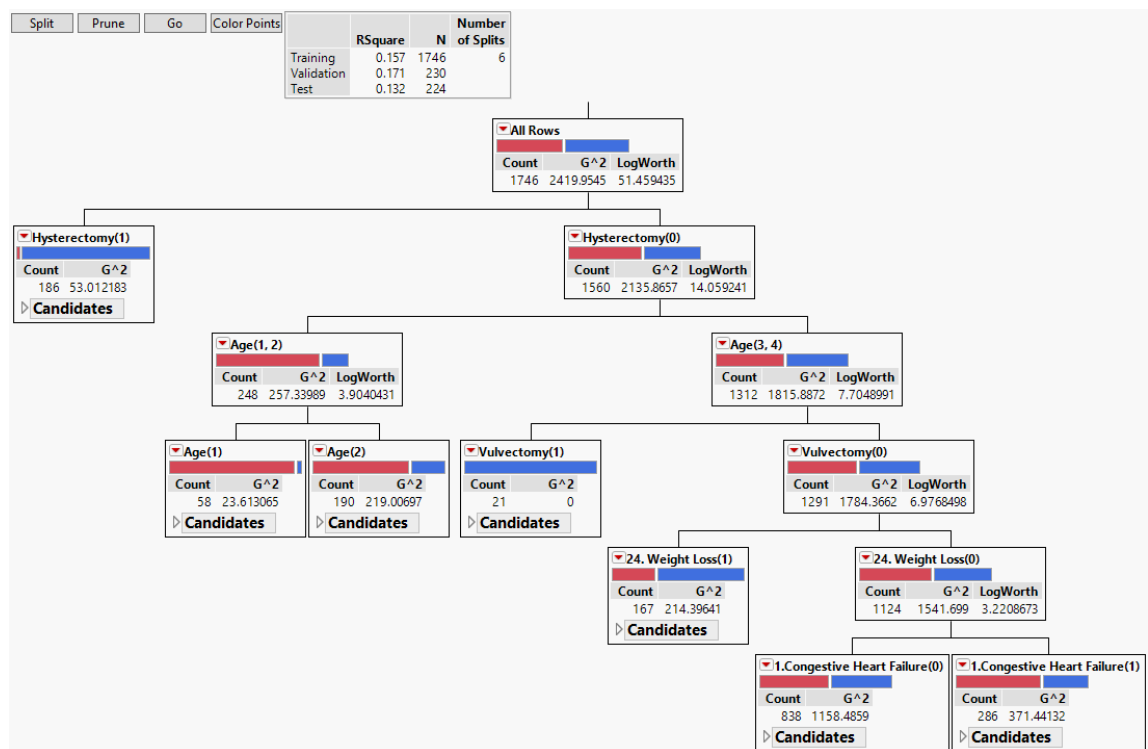 Split Prune Go Color Points
Number
RSquare N of Splits
Training 0.157 1746 6
Validation 0.171 230
Test 0.132 224
All Rows
Count G^2 LogWorth
1746 2419.9545 51.459435
Hysterectomy(1)
Count G^2
186 53.012183
Candidates
Hysterectomy(0)
Count G^2 LogWorth
1560 2135.8657 14.059241
Age(1, 2)
Count G^2 LogWorth
248 257.33989 3.9040431
Age(3, 4)
Count G^2 LogWorth
1312 1815.8872 7.7048991
Age(1)
Count G^2
58 23.613065
Candidates
Age(2)
Count G^2
190 219.00697
Candidates
Vulvectomy(1)
Count G^2
21 0
Candidates
Vulvectomy(0)
Count G^2 LogWorth
1291 1784.3662 6.9768498
24. Weight Loss(1)
Count G^2
167 214.39641
Candidates
24. Weight Loss(0)
Count G^2 LogWorth
1124 1541.699 3.2208673
1.Congestive Heart Failure(0)
Count G^2
838 1158.4859
Candidates
1.Congestive Heart Failure(1)
Count G^2
286 371.44132
Candidates